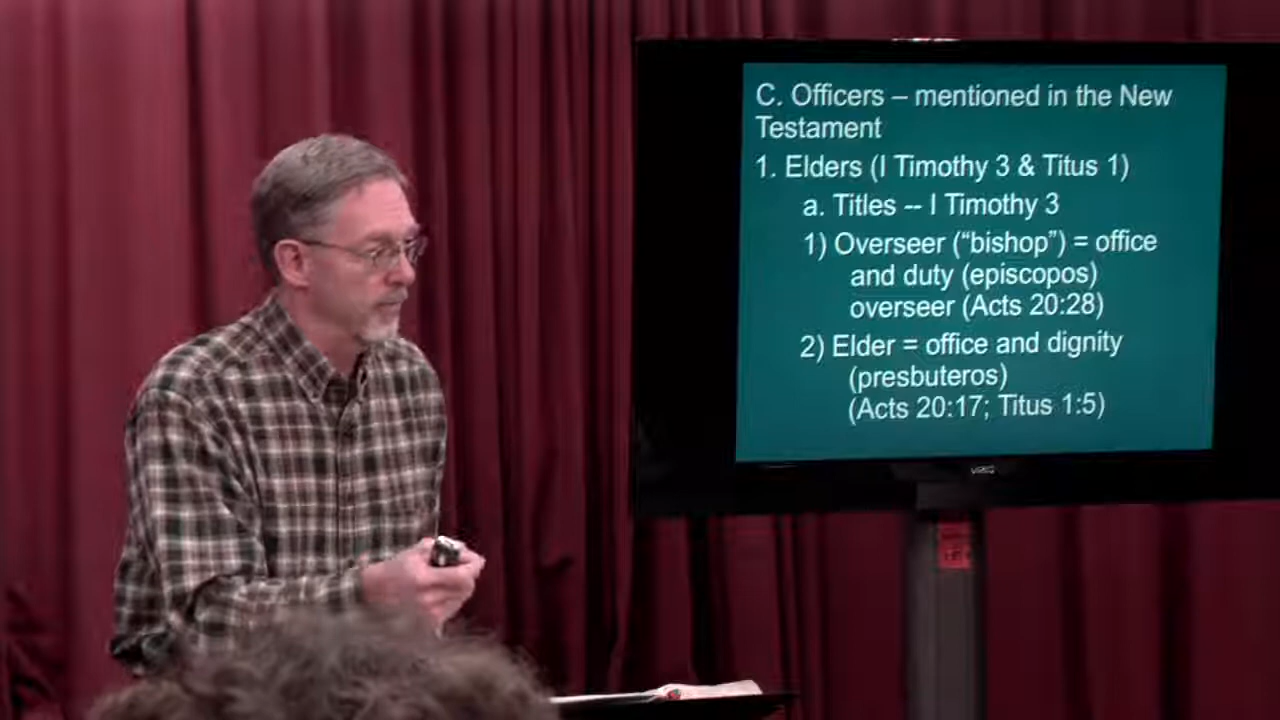 C. Officers – mentioned in the New
Testament
1. Elders (I Timothy 3 & Titus 1)
a. Titles -- I Timothy 3
1) Overseer (“bishop”) = office
and duty (episcopos)
overseer (Acts 20:28)
2) Elder = office and dignity
(presbuteros)
(Acts 20:17; Titus 1:5)
VIZIO